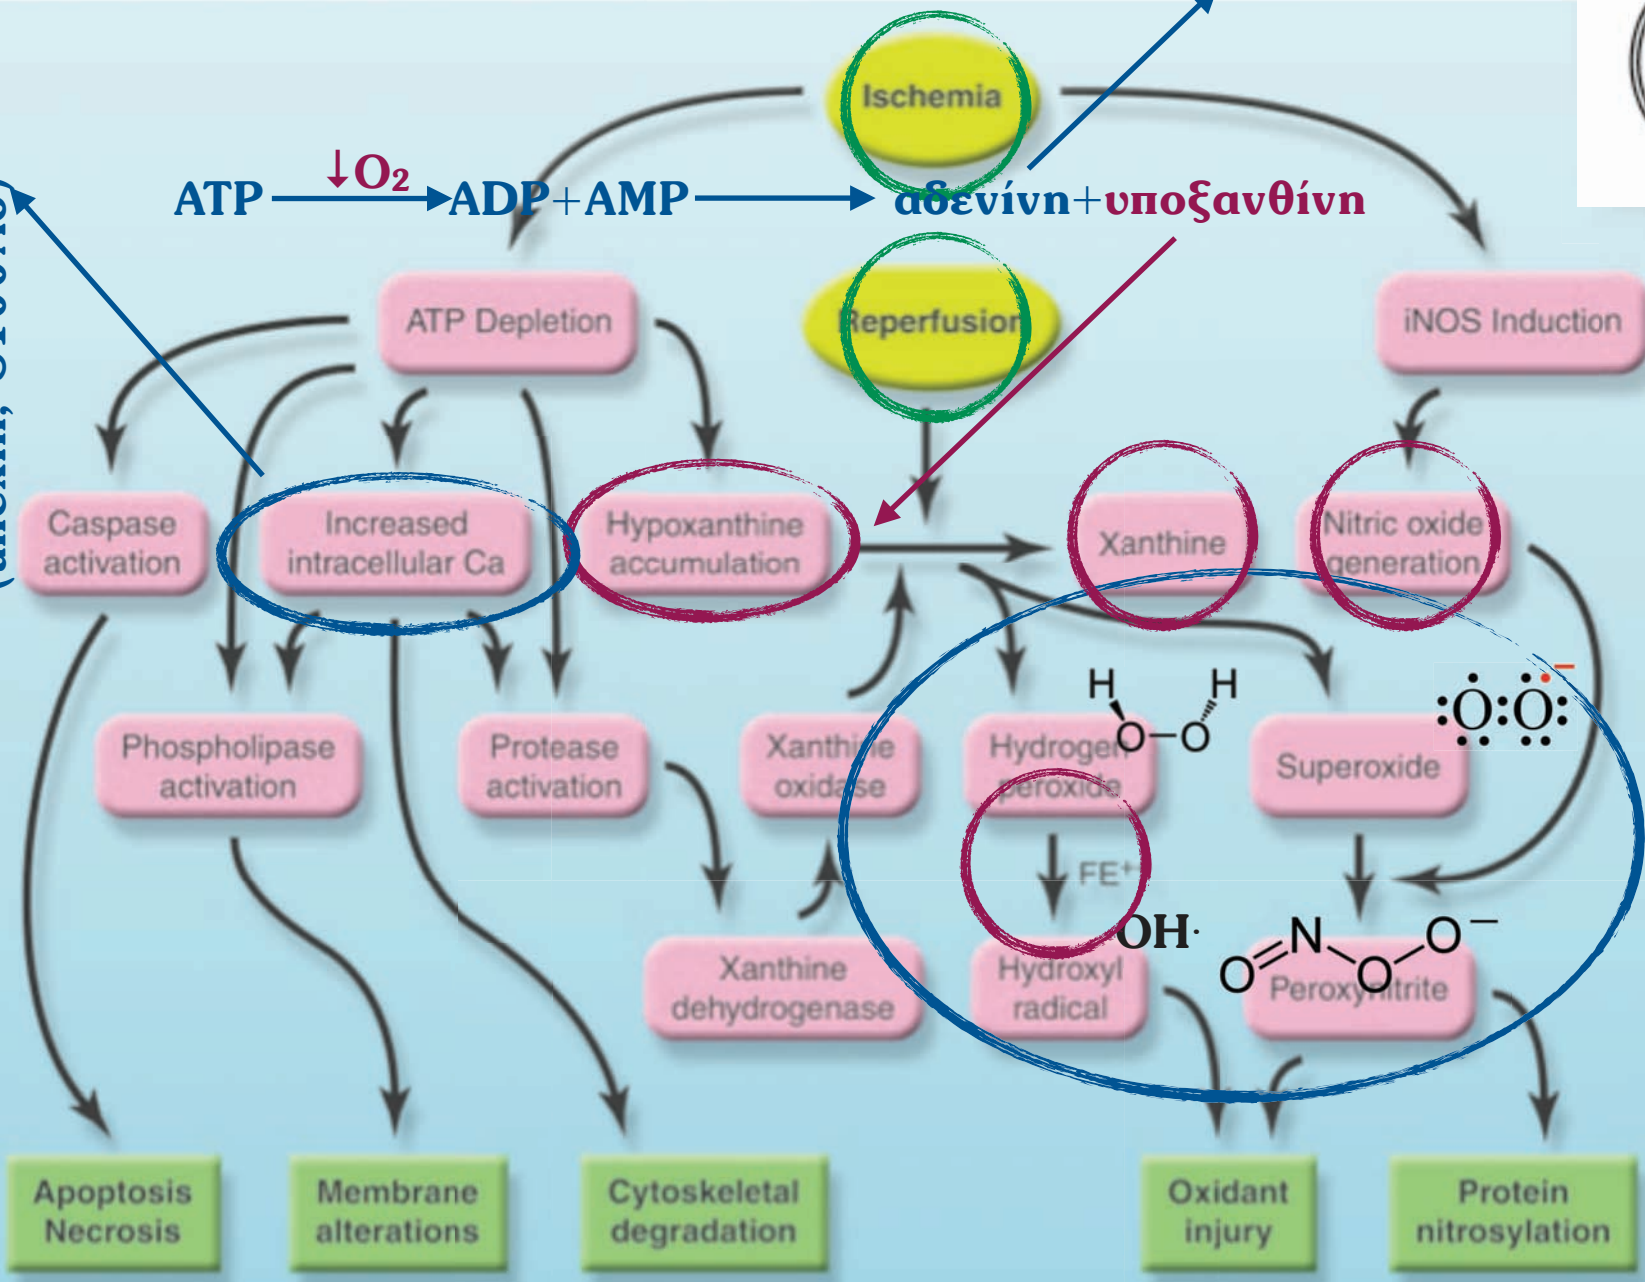 Ischemia
↓O₂
ATP ADP+AMP αδενίνη+υποξανθίνη
ATP Depletion
Reperfusion
iNOS Induction
Caspase
activation
Increased
intracellular Ca
Hypoxanthine
accumulation
Xanthine
Nitric oxide
generation
H H
O–O
:O:O: −
Phospholipase
activation
Protease
activation
Xanthine
oxidase
Hydrogen
peroxide
Superoxide
FE⁺
OH·
Xanthine
dehydrogenase
Hydroxyl
radical
O=N O O−
Peroxynitrite
Apoptosis
Necrosis
Membrane
alterations
Cytoskeletal
degradation
Oxidant
injury
Protein
nitrosylation